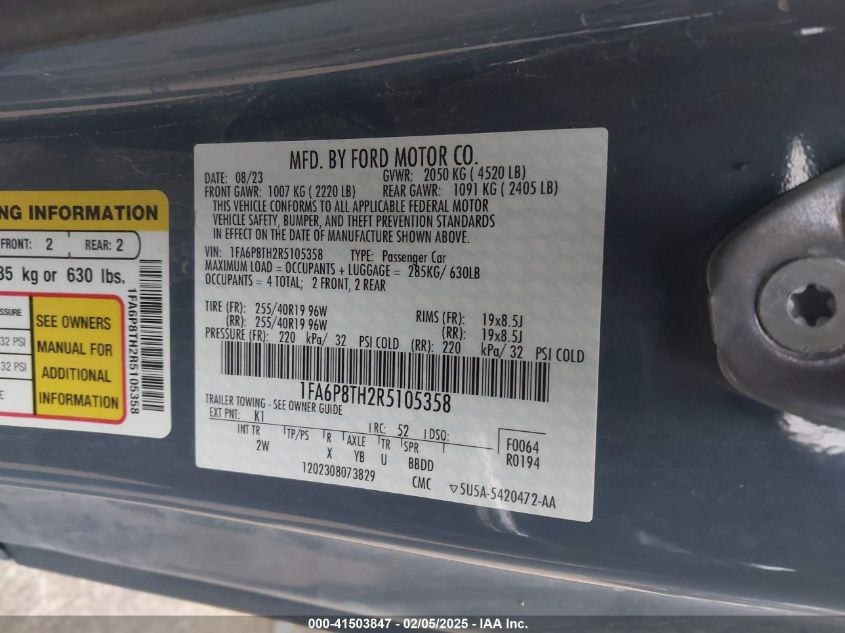 MFD. BY FORD MOTOR CO.
DATE: 08/23 GVWR: 2050 KG ( 4520 LB)
FRONT GAWR: 1007 KG ( 2220 LB) REAR GAWR: 1091 KG ( 2405 LB)
THIS VEHICLE CONFORMS TO ALL APPLICABLE FEDERAL MOTOR
VEHICLE SAFETY, BUMPER, AND THEFT PREVENTION STANDARDS
IN EFFECT ON THE DATE OF MANUFACTURE SHOWN ABOVE.
VIN: 1FA6P8TH2R5105358 TYPE: Passenger Car
MAXIMUM LOAD = OCCUPANTS + LUGGAGE = 285KG/ 630LB
OCCUPANTS = 4 TOTAL; 2 FRONT, 2 REAR
TIRE (FR): 255/40R19 96W RIMS (FR): 19x8.5J
(RR): 255/40R19 96W (RR): 19x8.5J
PRESSURE (FR): 220 kPa/ 32 PSI COLD (RR): 220 kPa/ 32 PSI COLD
1FA6P8TH2R5105358
TRAILER TOWING - SEE OWNER GUIDE
EXT PNT: K1 RC: 52 DSO: F0064
INT TR TP/PS R AXLE TR SPR R0194
2W X YB U BBDD
1202308073829 CMC ▽5U5A-5420472-AA
NG INFORMATION
FRONT: 2 REAR: 2
85 kg or 630 lbs.
SSURE
32 PSI
32 PSI
E
SEE OWNERS
MANUAL FOR
ADDITIONAL
INFORMATION
1FA6P8TH2R5105358
000-41503847 - 02/05/2025 - IAA Inc.